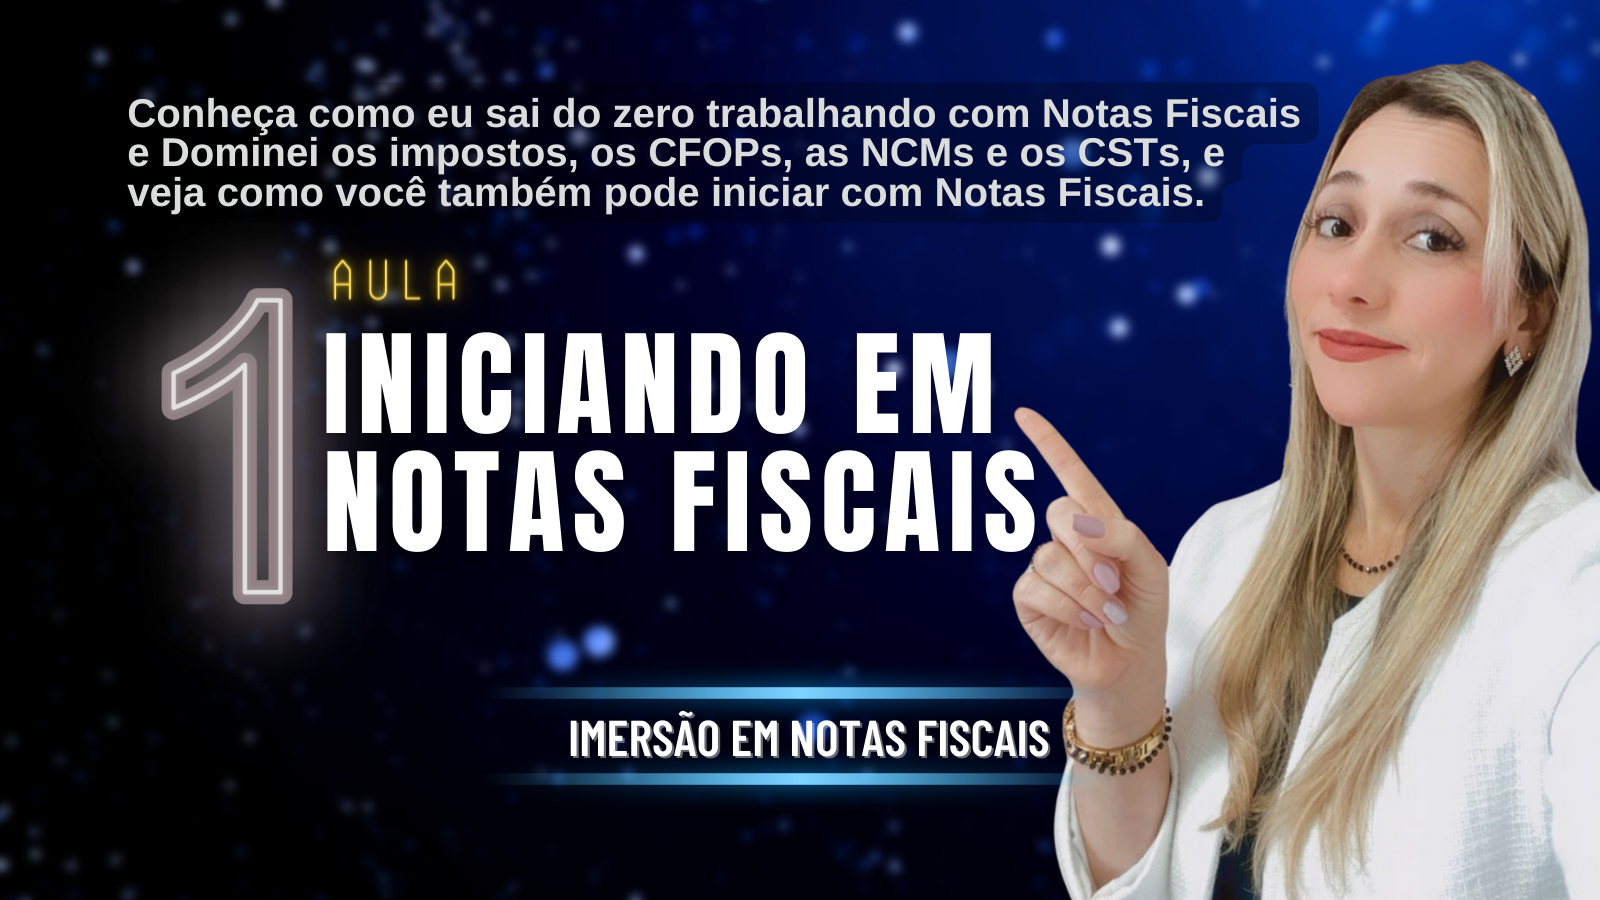 Conheça como eu sai do zero trabalhando com Notas Fiscais
e Dominei os impostos, os CFOPs, as NCMs e os CSTs, e
veja como você também pode iniciar com Notas Fiscais.
AULA
1
INICIANDO EM
NOTAS FISCAIS
IMERSÃO EM NOTAS FISCAIS